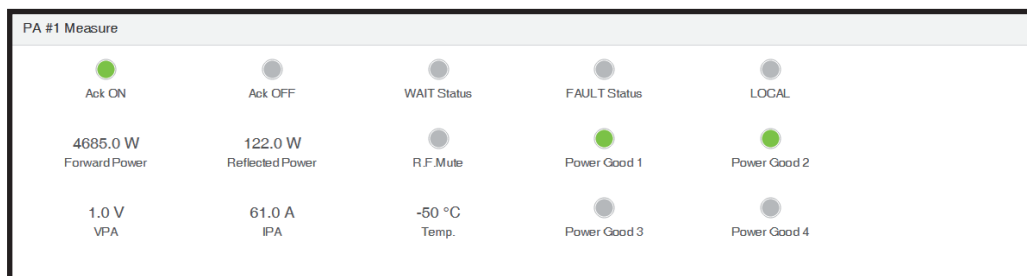 PA #1 Measure
Ack ON Ack OFF WAIT Status FAULT Status LOCAL
4685.0 W 122.0 W
Forward Power Reflected Power R.F.Mute Power Good 1 Power Good 2
1.0 V 61.0 A -50 °C
VPA IPA Temp. Power Good 3 Power Good 4